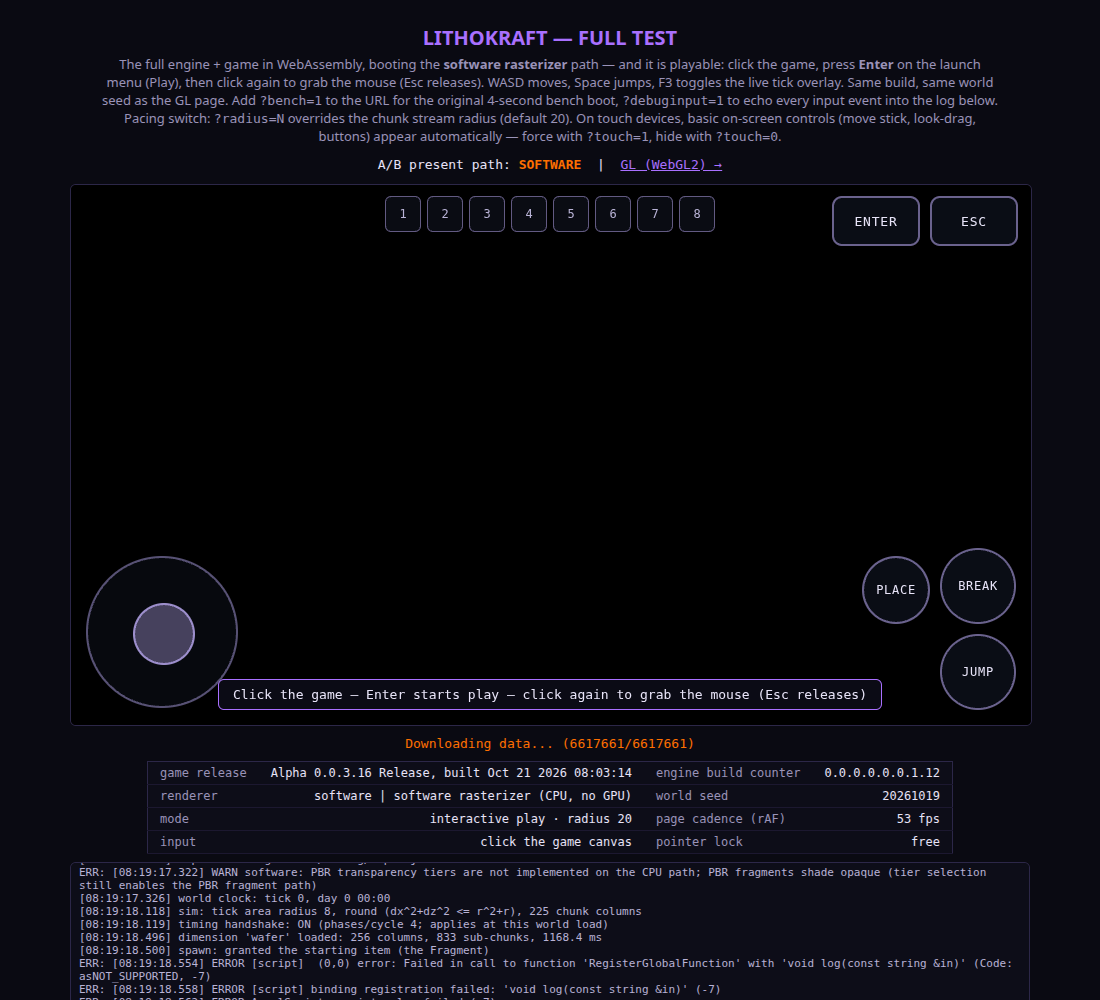 LITHOKRAFT — FULL TEST
The full engine + game in WebAssembly, booting the software rasterizer path — and it is playable: click the game, press Enter on the launch
menu (Play), then click again to grab the mouse (Esc releases). WASD moves, Space jumps, F3 toggles the live tick overlay. Same build, same world
seed as the GL page. Add ?bench=1 to the URL for the original 4-second bench boot, ?debuginput=1 to echo every input event into the log below.
Pacing switch: ?radius=N overrides the chunk stream radius (default 20). On touch devices, basic on-screen controls (move stick, look-drag,
buttons) appear automatically — force with ?touch=1, hide with ?touch=0.
A/B present path: SOFTWARE | GL (WebGL2) →
1 2 3 4 5 6 7 8
ENTER ESC
PLACE BREAK
JUMP
Click the game — Enter starts play — click again to grab the mouse (Esc releases)
Downloading data... (6617661/6617661)
game release Alpha 0.0.3.16 Release, built Oct 21 2026 08:03:14 engine build counter 0.0.0.0.0.0.1.12
renderer software | software rasterizer (CPU, no GPU) world seed 20261019
mode interactive play · radius 20 page cadence (rAF) 53 fps
input click the game canvas pointer lock free
ERR: [08:19:17.322] WARN software: PBR transparency tiers are not implemented on the CPU path; PBR fragments shade opaque (tier selection
still enables the PBR fragment path)
[08:19:17.326] world clock: tick 0, day 0 00:00
[08:19:18.118] sim: tick area radius 8, round (dx^2+dz^2 <= r^2+r), 225 chunk columns
[08:19:18.119] timing handshake: ON (phases/cycle 4; applies at this world load)
[08:19:18.496] dimension 'wafer' loaded: 256 columns, 833 sub-chunks, 1168.4 ms
[08:19:18.500] spawn: granted the starting item (the Fragment)
ERR: [08:19:18.554] ERROR [script]  (0,0) error: Failed in call to function 'RegisterGlobalFunction' with 'void log(const string &in)' (Code:
asNOT_SUPPORTED, -7)
ERR: [08:19:18.558] ERROR [script] binding registration failed: 'void log(const string &in)' (-7)